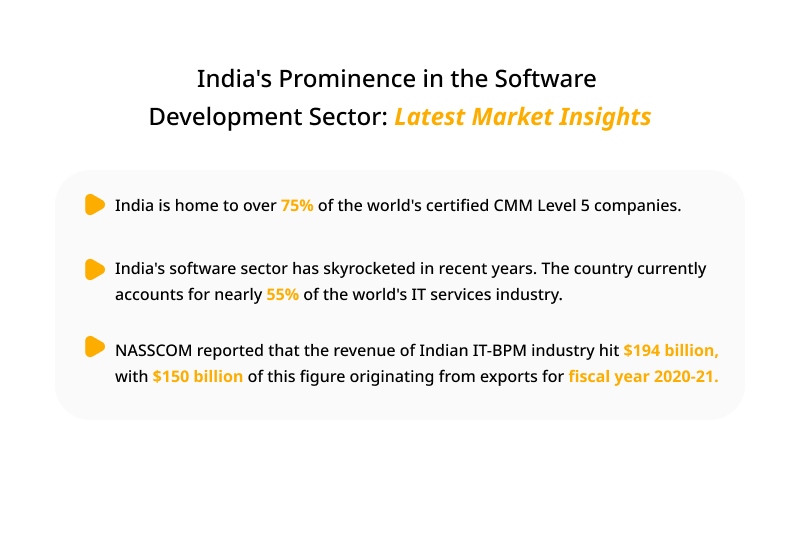 India's Prominence in the Software
Development Sector: Latest Market Insights
India is home to over 75% of the world's certified CMM Level 5 companies.
India's software sector has skyrocketed in recent years. The country currently
accounts for nearly 55% of the world's IT services industry.
NASSCOM reported that the revenue of Indian IT-BPM industry hit $194 billion,
with $150 billion of this figure originating from exports for fiscal year 2020-21.